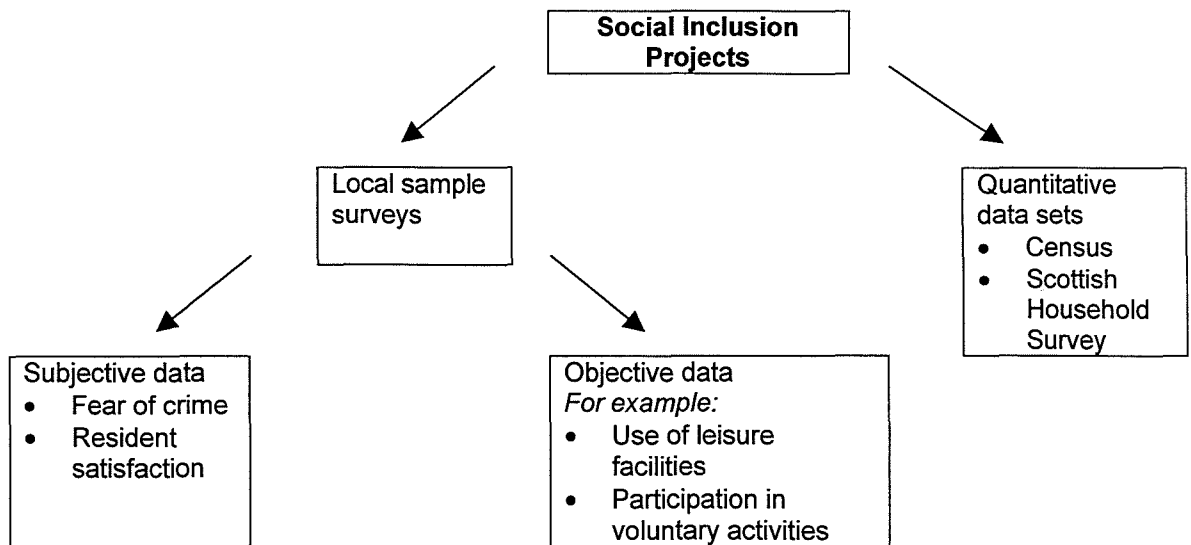 Social Inclusion
Projects
Local sample
surveys
Quantitative
data sets
• Census
• Scottish
Household
Survey
Subjective data
• Fear of crime
• Resident
satisfaction
Objective data
For example:
• Use of leisure
facilities
• Participation in
voluntary activities